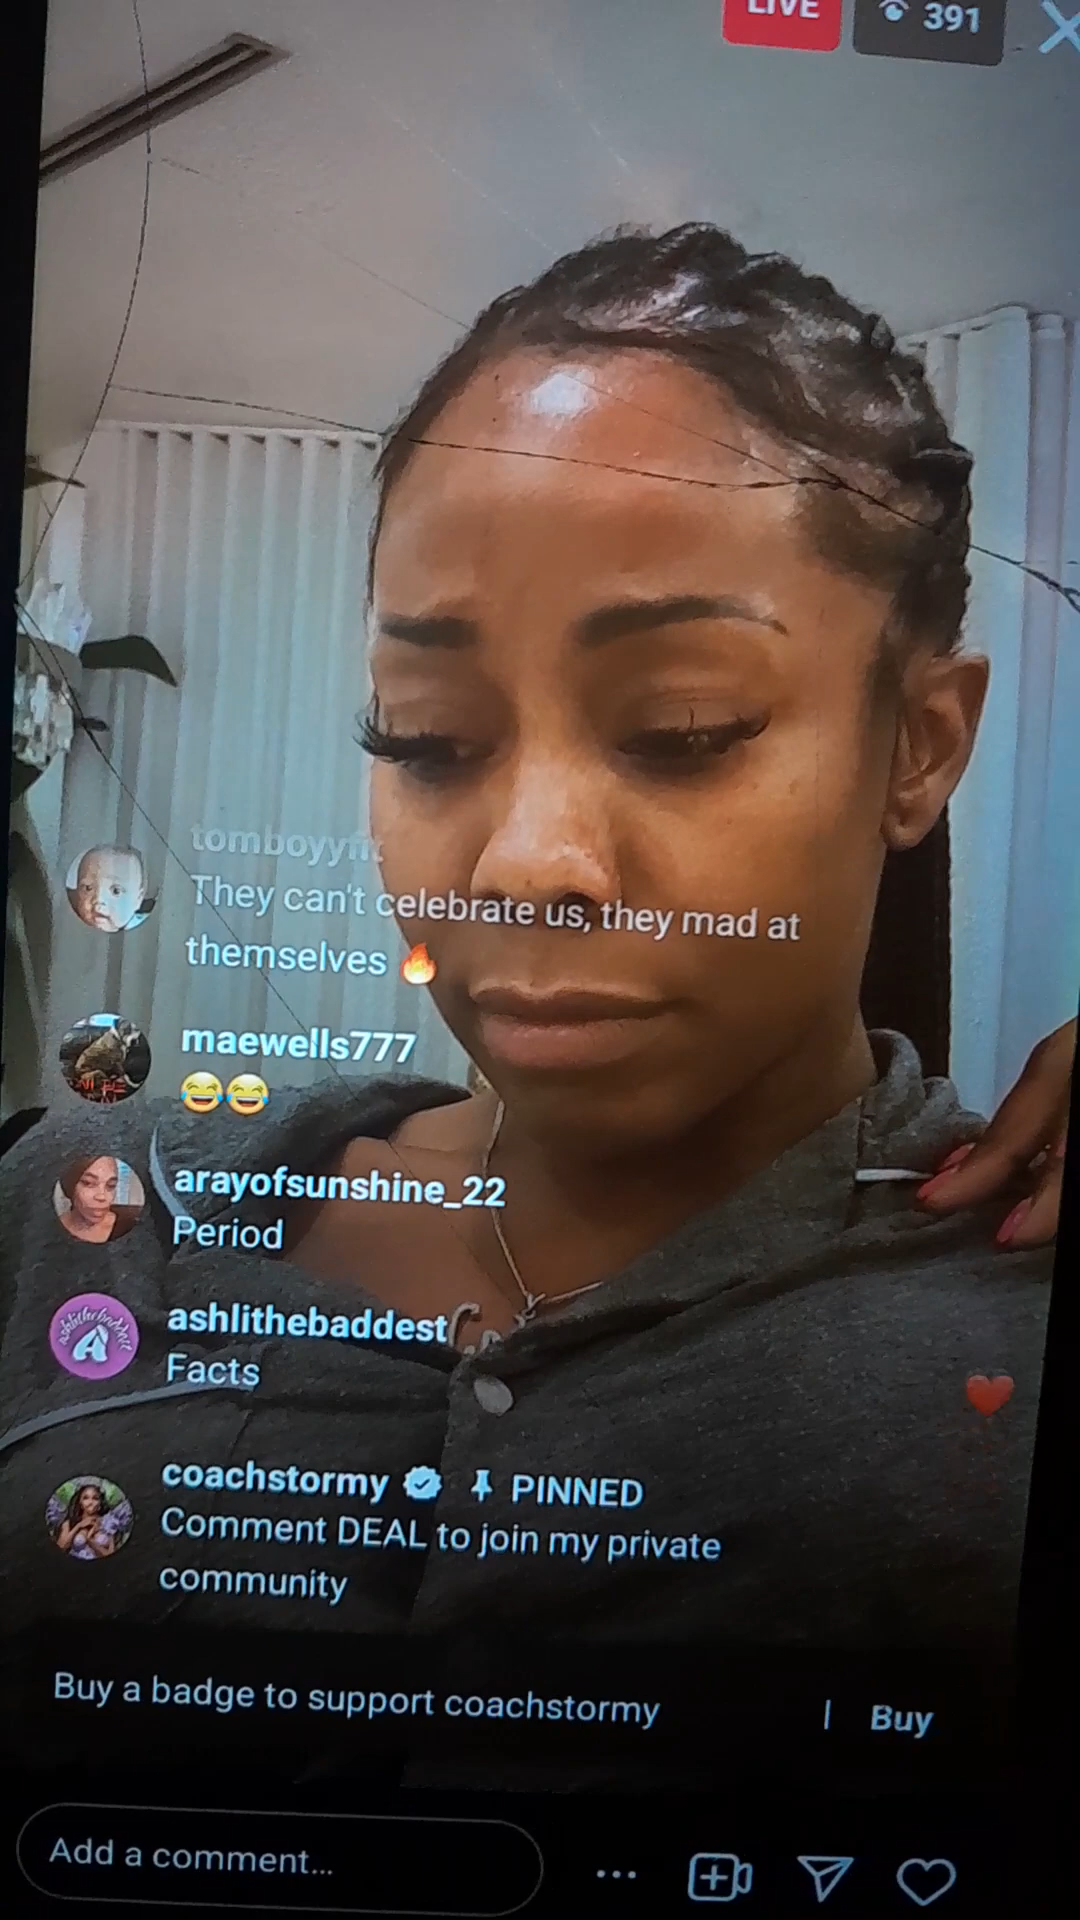 LIVE
391
They can't celebrate us, they mad at
themselves 🔥
maewells777
😂😂
arayofsunshine_22
Period
ashlithebaddest
Facts
coachstormy PINNED
Comment DEAL to join my private
community
Buy a badge to support coachstormy | Buy
Add a comment...